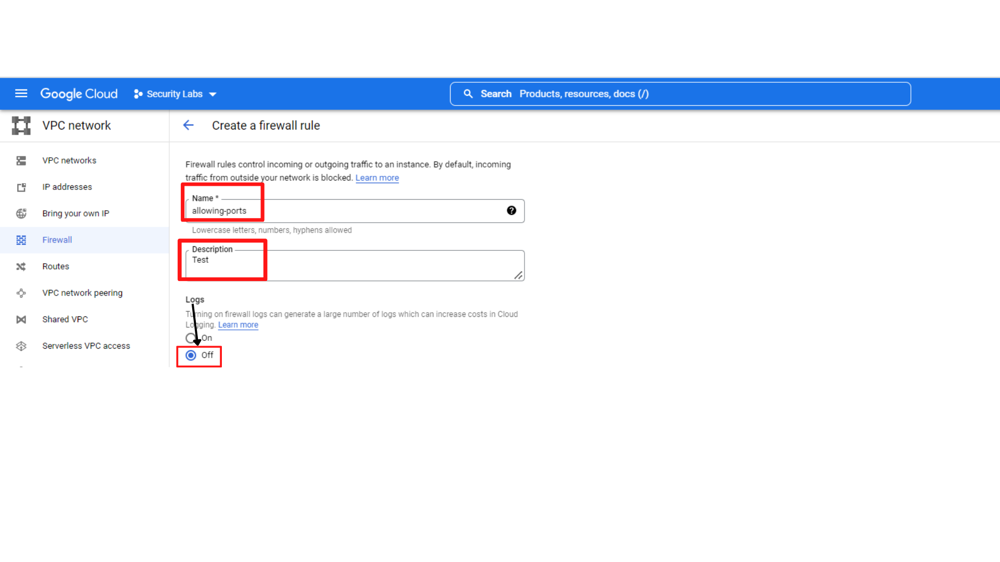 Google Cloud
Security Labs
Search Products, resources, docs (/)
VPC network
Create a firewall rule
VPC networks
IP addresses
Bring your own IP
Firewall
Routes
VPC network peering
Shared VPC
Serverless VPC access
Firewall rules control incoming or outgoing traffic to an instance. By default, incoming
traffic from outside your network is blocked. Learn more
Name *
allowing-ports
Lowercase letters, numbers, hyphens allowed
Description
Test
Logs
Turning on firewall logs can generate a large number of logs which can increase costs in Cloud
Logging. Learn more
On
Off